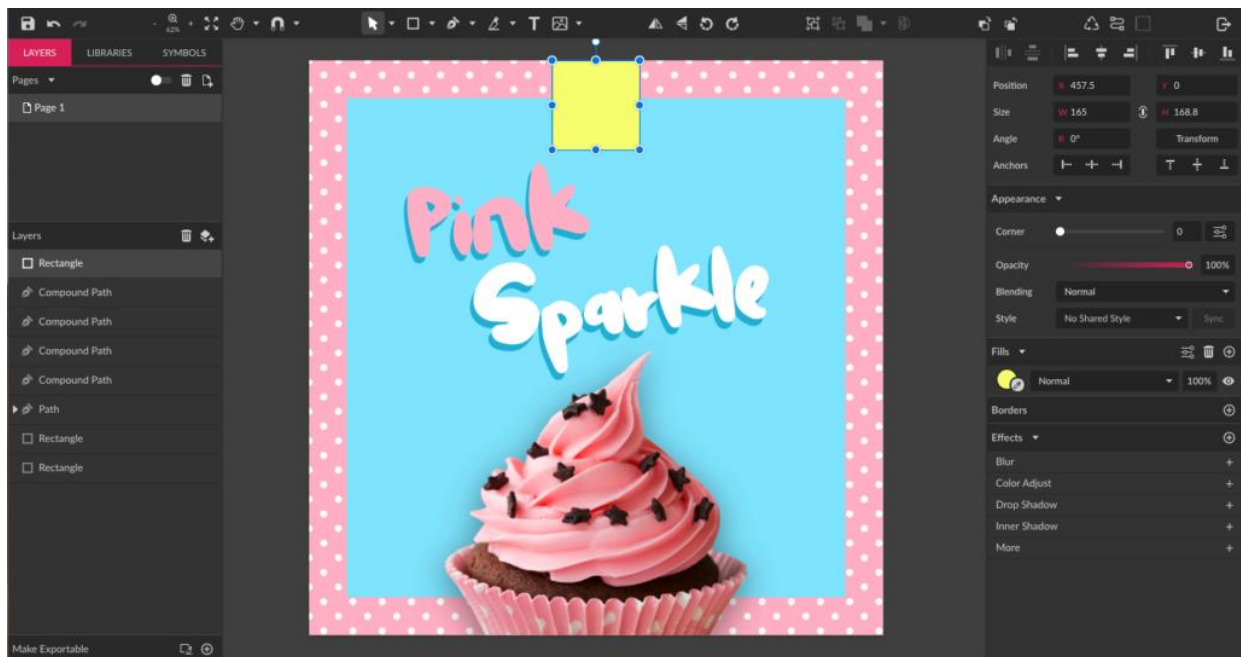 - 62% +
T
LAYERS LIBRARIES SYMBOLS
Pages
Page 1
Layers
Rectangle
Compound Path
Compound Path
Compound Path
Compound Path
Path
Rectangle
Rectangle
Make Exportable
Pink
Sparkle
Position X 457.5 Y 0
Size W 165 H 168.8
Angle R 0° Transform
Anchors
Appearance
Corner 0
Opacity 100%
Blending Normal
Style No Shared Style Sync
Fills
Normal 100%
Borders
Effects
Blur +
Color Adjust +
Drop Shadow +
Inner Shadow +
More +